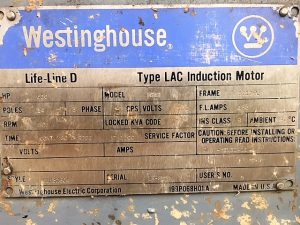 Westinghouse
Life-Line D Type LAC Induction Motor
HP MODEL FRAME
POLES PHASE CPS VOLTS F.L.AMPS
RPM LOCKED KVA CODE INS CLASS AMBIENT °C
TIME SERVICE FACTOR CAUTION: BEFORE INSTALLING OR
OPERATING READ INSTRUCTIONS
VOLTS AMPS
STYLE SERIAL USER'S NO.
Westinghouse Electric Corporation MADE IN U.S.A.